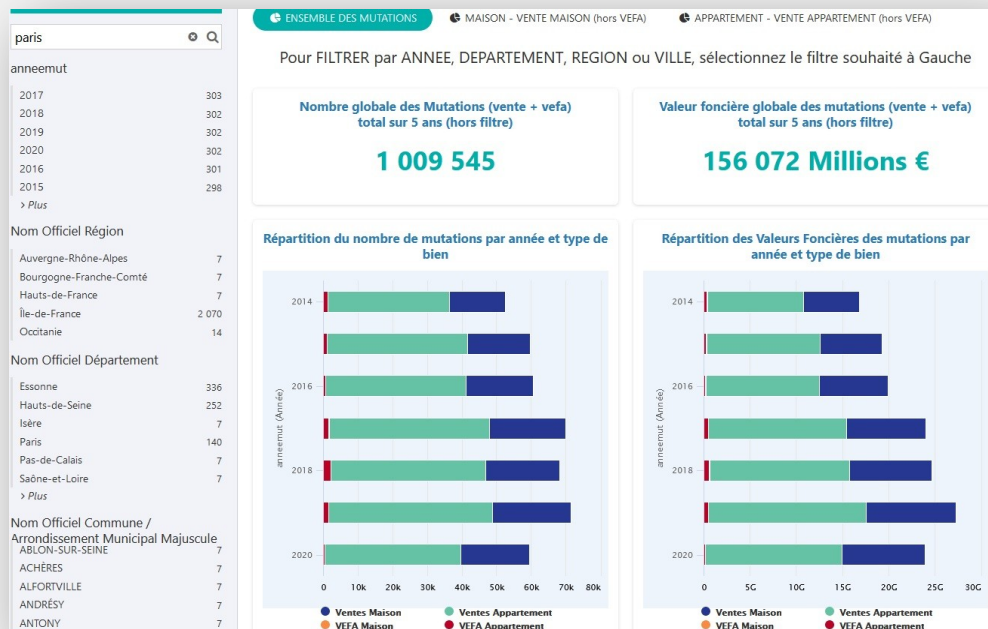 ENSEMBLE DES MUTATIONS
MAISON - VENTE MAISON (hors VEFA)
APPARTEMENT - VENTE APPARTEMENT (hors VEFA)
paris
anneemut
2017 303
2018 302
2019 302
2020 302
2016 301
2015 298
> Plus
Nom Officiel Région
Auvergne-Rhône-Alpes 7
Bourgogne-Franche-Comté 7
Hauts-de-France 7
Île-de-France 2 070
Occitanie 14
Nom Officiel Département
Essonne 336
Hauts-de-Seine 252
Isère 7
Paris 140
Pas-de-Calais 7
Saône-et-Loire 7
> Plus
Nom Officiel Commune /
Arrondissement Municipal Majuscule
ABLON-SUR-SEINE 7
ACHÈRES 7
ALFORTVILLE 7
ANDRÉSY 7
ANTONY 7
Pour FILTRER par ANNEE, DEPARTEMENT, REGION ou VILLE, sélectionnez le filtre souhaité à Gauche
Nombre globale des Mutations (vente + vefa)
total sur 5 ans (hors filtre)
1 009 545
Valeur foncière globale des mutations (vente + vefa)
total sur 5 ans (hors filtre)
156 072 Millions €
Répartition du nombre de mutations par année et type de
bien
anneemut (Année)
2014
2016
2018
2020
0 10k 20k 30k 40k 50k 60k 70k 80k
Ventes Maison Ventes Appartement
VEFA Maison VEFA Appartement
Répartition des Valeurs Foncières des mutations par
année et type de bien
anneemut (Année)
2014
2016
2018
2020
0 5G 10G 15G 20G 25G 30G
Ventes Maison Ventes Appartement
VEFA Maison VEFA Appartement